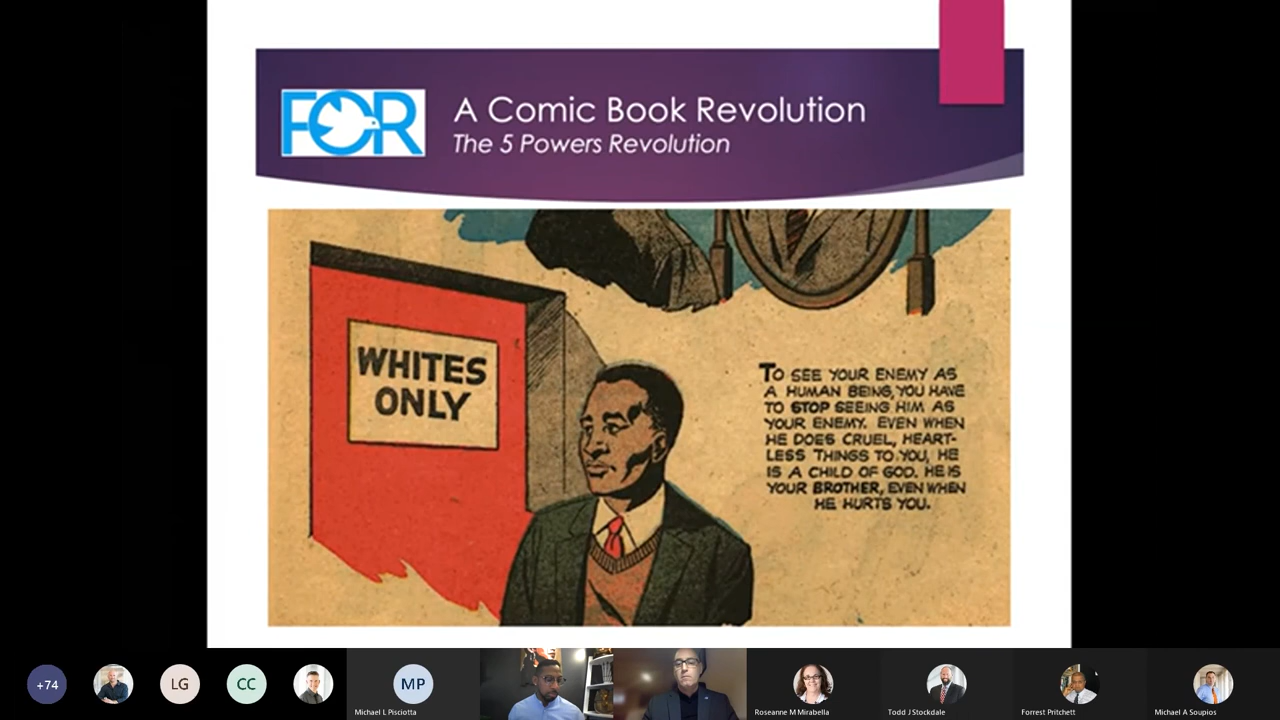 FOR
A Comic Book Revolution
The 5 Powers Revolution
WHITES
ONLY
TO SEE YOUR ENEMY AS
A HUMAN BEING, YOU HAVE
TO STOP SEEING HIM AS
YOUR ENEMY. EVEN WHEN
HE DOES CRUEL, HEART-
LESS THINGS TO YOU, HE
IS A CHILD OF GOD. HE IS
YOUR BROTHER, EVEN WHEN
HE HURTS YOU.
+74
LG
CC
MP
Michael L Pisciotta
Roseanne M Mirabella
Todd J Stockdale
Forrest Pritchett
Michael A Soupios